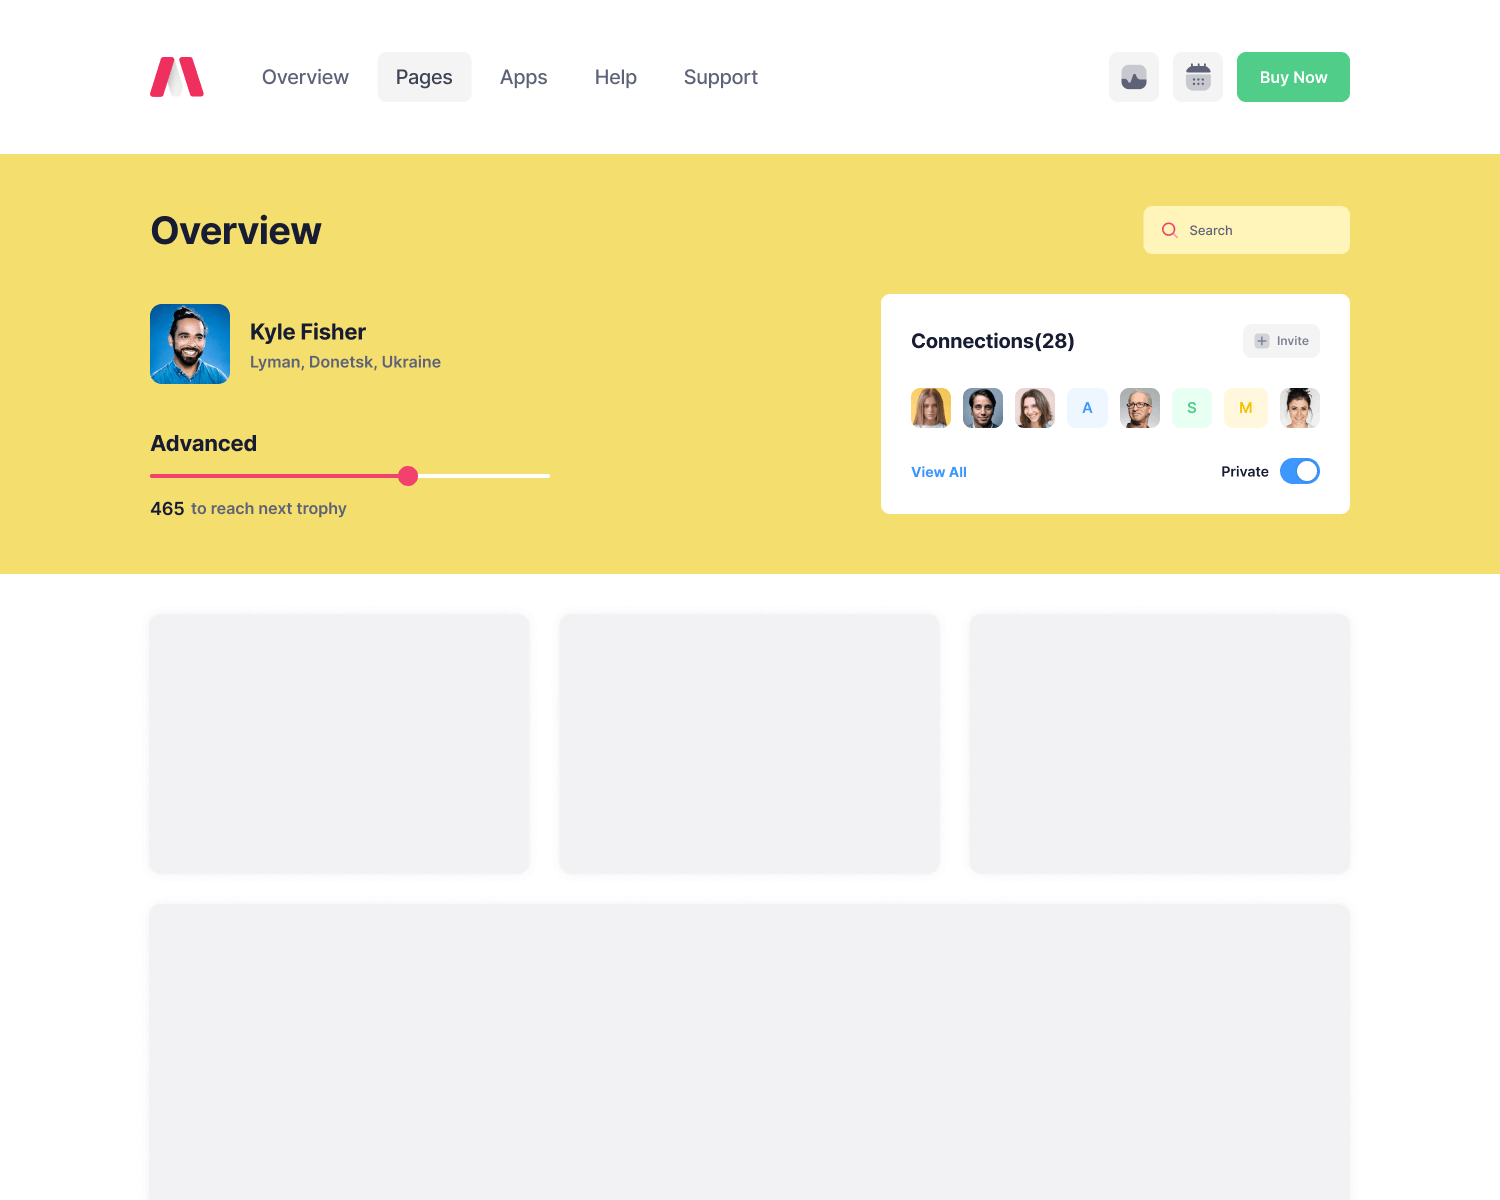 Overview
Pages
Apps
Help
Support
Buy Now
Overview
Search
Kyle Fisher
Lyman, Donetsk, Ukraine
Advanced
465 to reach next trophy
Connections(28)
Invite
A
S
M
View All
Private